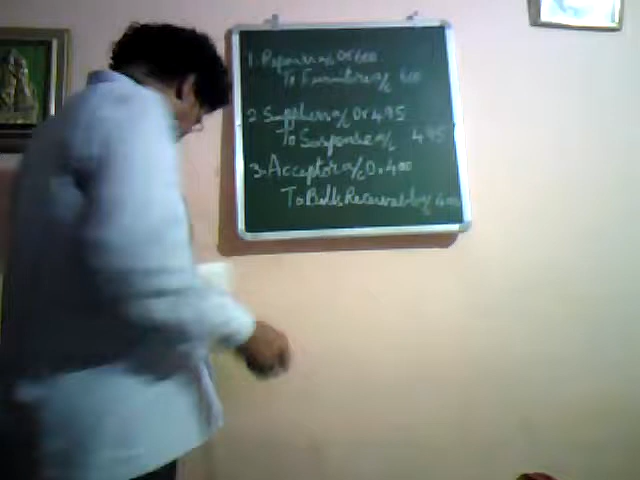 1. Repairs a/c Dr 600
To Furniture a/c 600
2. Suppliers a/c Dr 495
To Suspense a/c 495
3. Acceptor a/c Dr 400
To Bills Receivable a/c 400